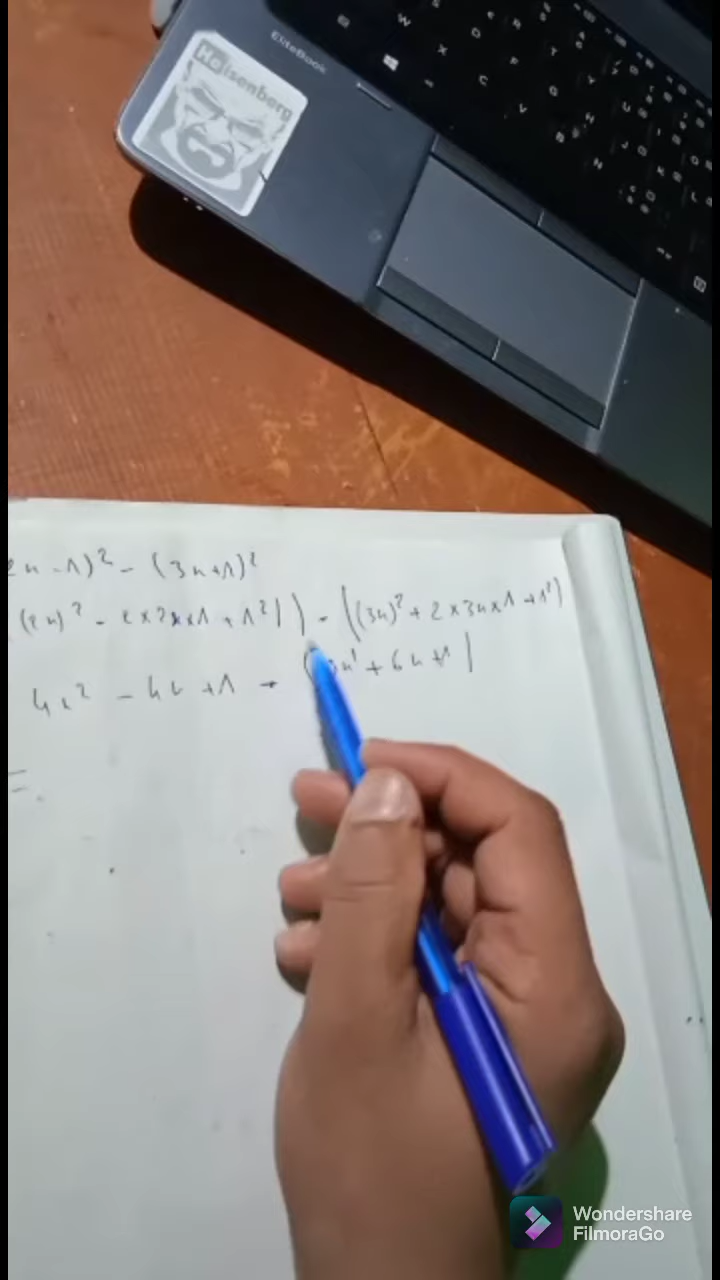 Heisenberg
EliteBook
2x - 1)² - (3x+1)²
(2x)² - 2×2x×1 + 1²)) - ((3x)² + 2×3x×1 + 1²)
4x² - 4x + 1 - ( x² + 6x + 1)
=
Wondershare
FilmoraGo